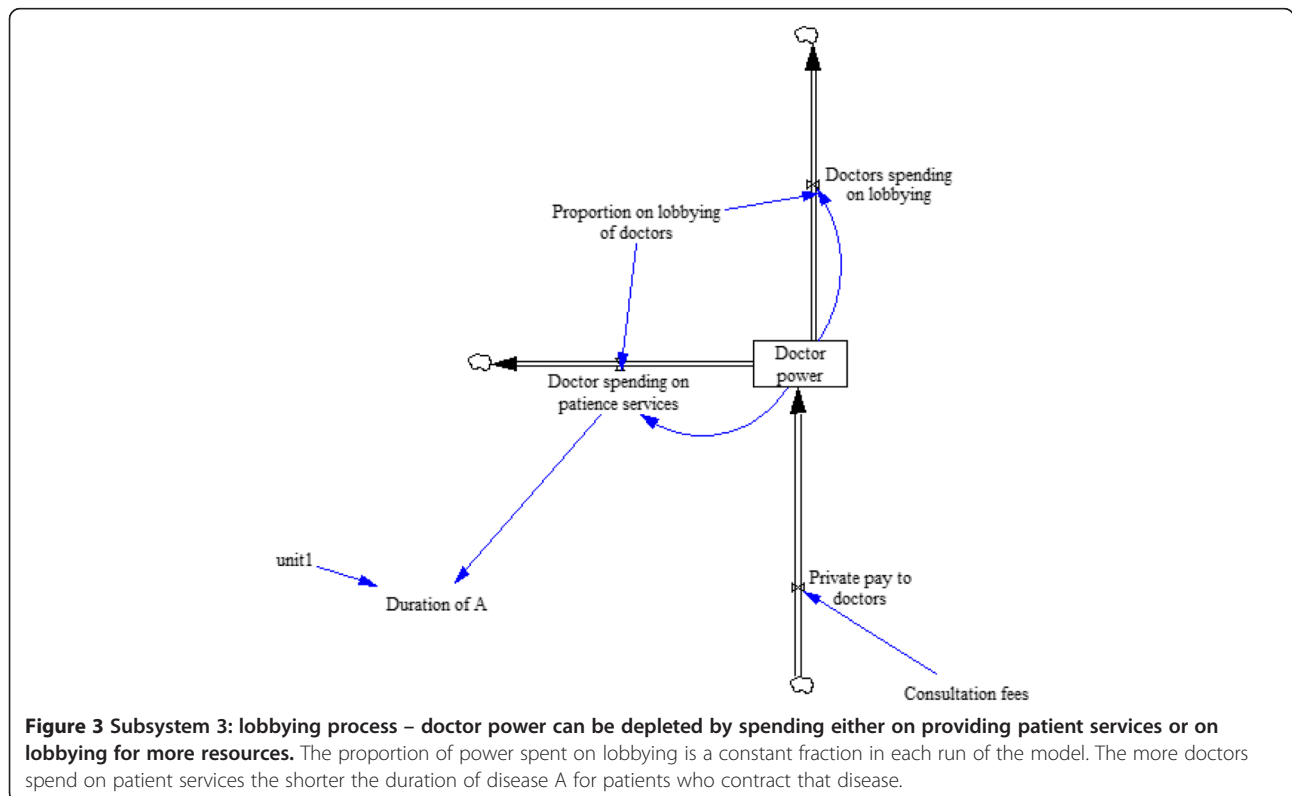 Doctors spending
on lobbying
Proportion on lobbying
of doctors
Doctor
power
Doctor spending on
patience services
unit1
Duration of A
Private pay to
doctors
Consultation fees
Figure 3 Subsystem 3: lobbying process – doctor power can be depleted by spending either on providing patient services or on
lobbying for more resources. The proportion of power spent on lobbying is a constant fraction in each run of the model. The more doctors
spend on patient services the shorter the duration of disease A for patients who contract that disease.